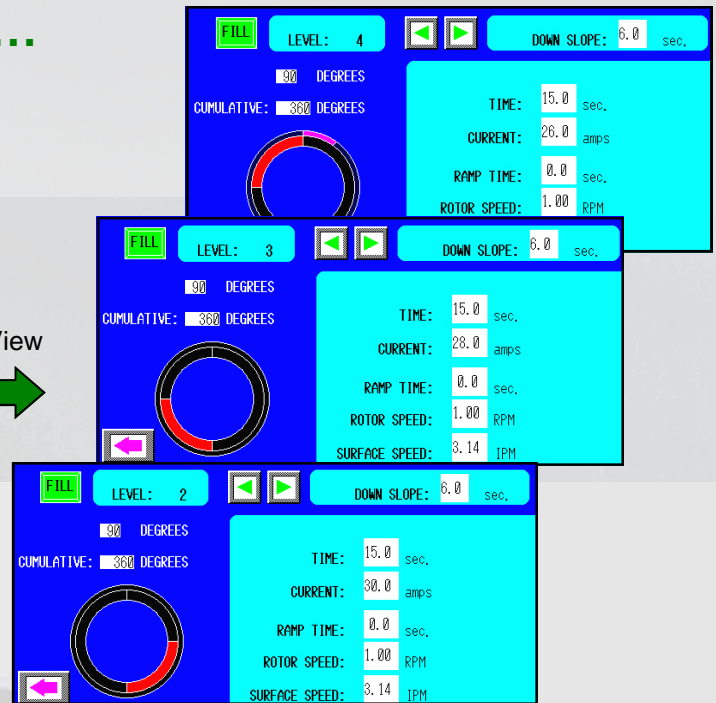 ...
FILL LEVEL: 4 DOWN SLOPE: 6.0 sec.
90 DEGREES
CUMULATIVE: 360 DEGREES
TIME: 15.0 sec.
CURRENT: 26.0 amps
RAMP TIME: 0.0 sec.
ROTOR SPEED: 1.00 RPM
View
FILL LEVEL: 3 DOWN SLOPE: 6.0 sec.
90 DEGREES
CUMULATIVE: 360 DEGREES
TIME: 15.0 sec.
CURRENT: 28.0 amps
RAMP TIME: 0.0 sec.
ROTOR SPEED: 1.00 RPM
SURFACE SPEED: 3.14 IPM
FILL LEVEL: 2 DOWN SLOPE: 6.0 sec.
90 DEGREES
CUMULATIVE: 360 DEGREES
TIME: 15.0 sec.
CURRENT: 30.0 amps
RAMP TIME: 0.0 sec.
ROTOR SPEED: 1.00 RPM
SURFACE SPEED: 3.14 IPM